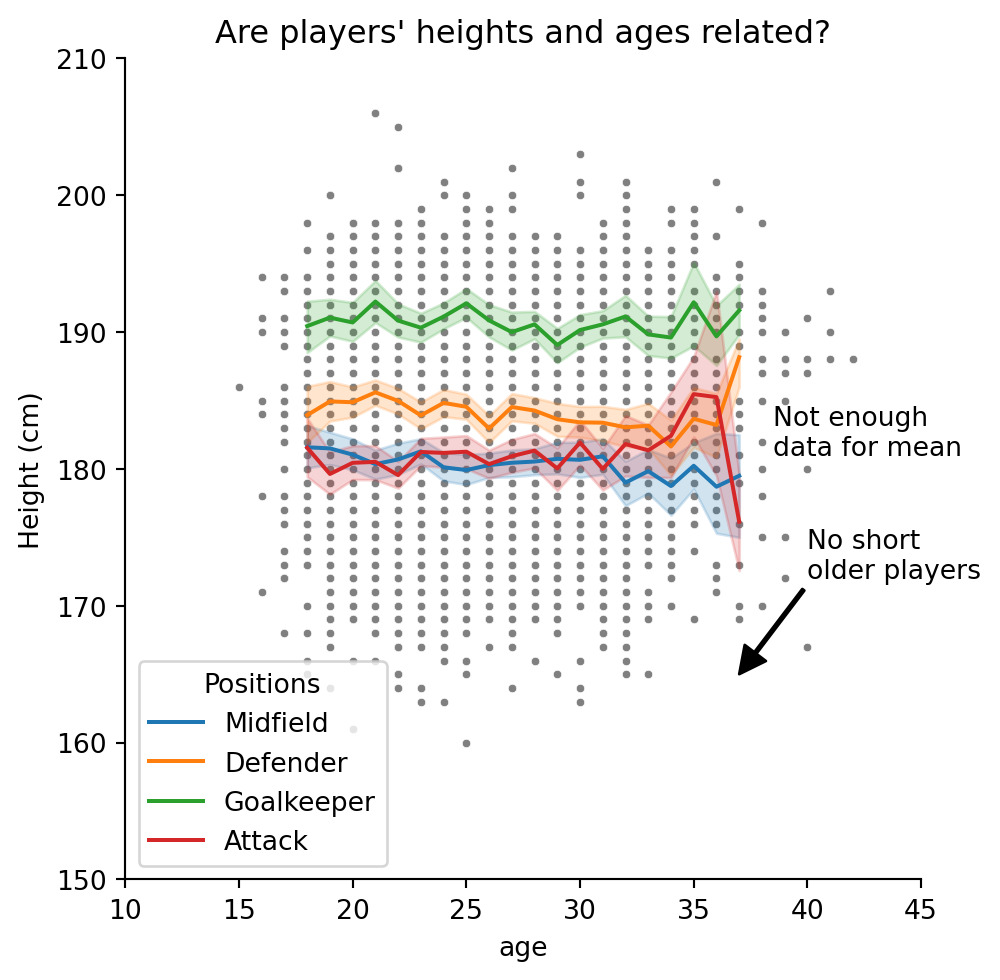 Are players' heights and ages related?
210
200
190
180
170
160
150
Height (cm)
Not enough
data for mean
No short
older players
Positions
Midfield
Defender
Goalkeeper
Attack
10 15 20 25 30 35 40 45
age